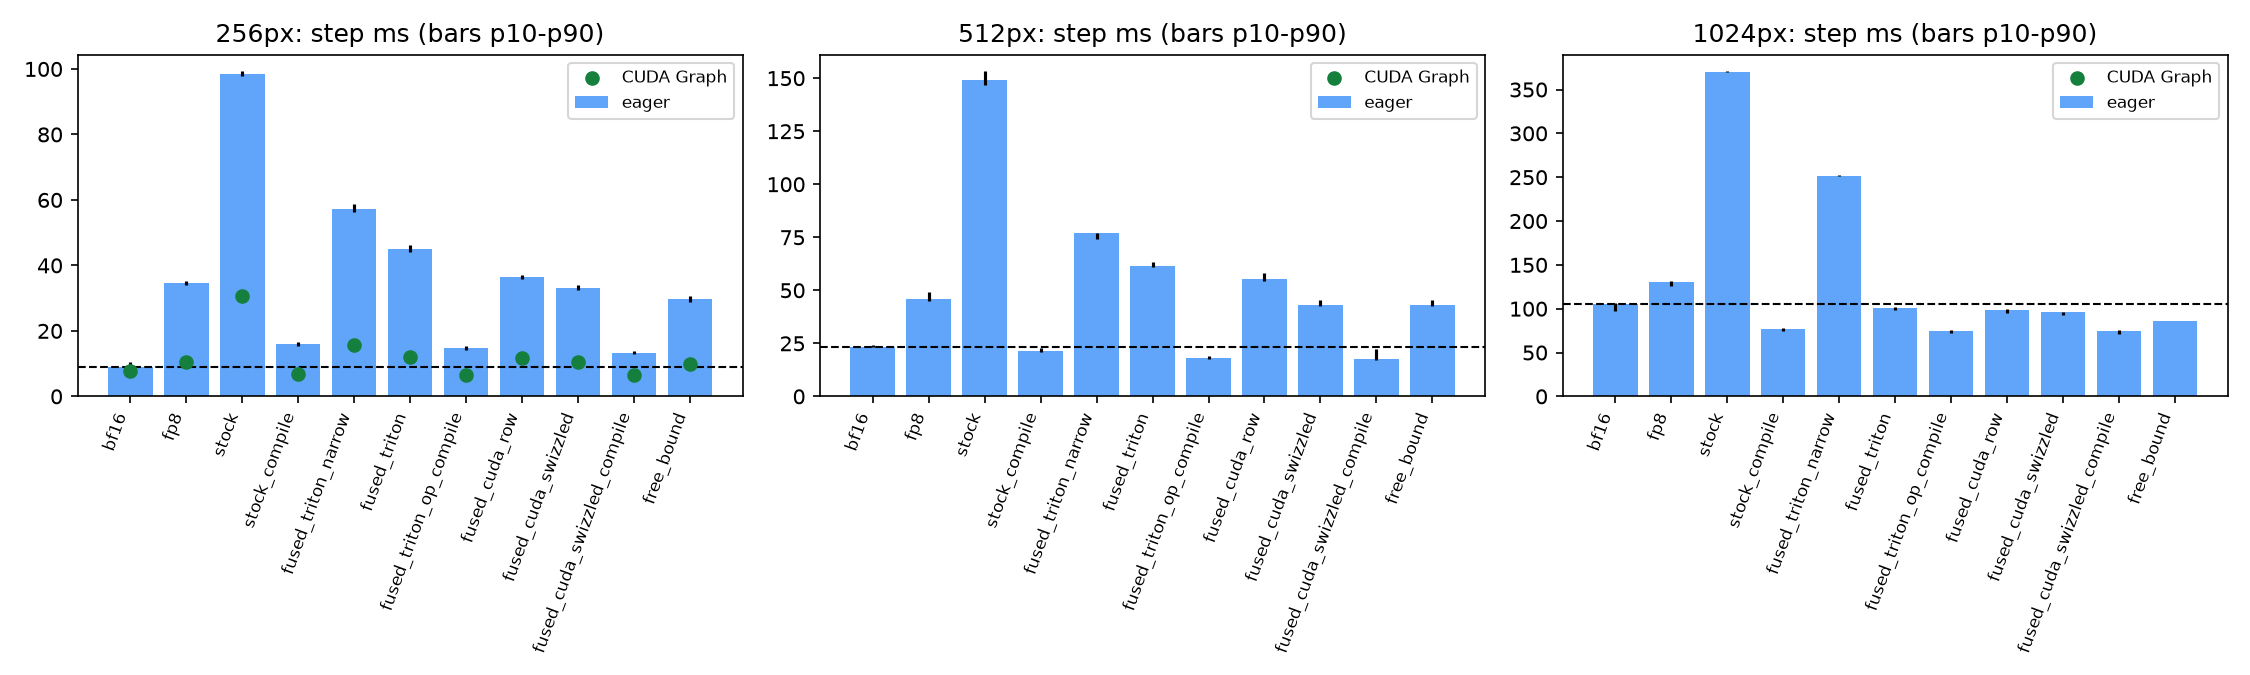 256px: step ms (bars p10-p90)
100
80
60
40
20
0
CUDA Graph
eager
bf16
fp8
stock
stock_compile
fused_triton_narrow
fused_triton
fused_triton_op_compile
fused_cuda_row
fused_cuda_swizzled
fused_cuda_swizzled_compile
free_bound
512px: step ms (bars p10-p90)
150
125
100
75
50
25
0
CUDA Graph
eager
bf16
fp8
stock
stock_compile
fused_triton_narrow
fused_triton
fused_triton_op_compile
fused_cuda_row
fused_cuda_swizzled
fused_cuda_swizzled_compile
free_bound
1024px: step ms (bars p10-p90)
350
300
250
200
150
100
50
0
CUDA Graph
eager
bf16
fp8
stock
stock_compile
fused_triton_narrow
fused_triton
fused_triton_op_compile
fused_cuda_row
fused_cuda_swizzled
fused_cuda_swizzled_compile
free_bound